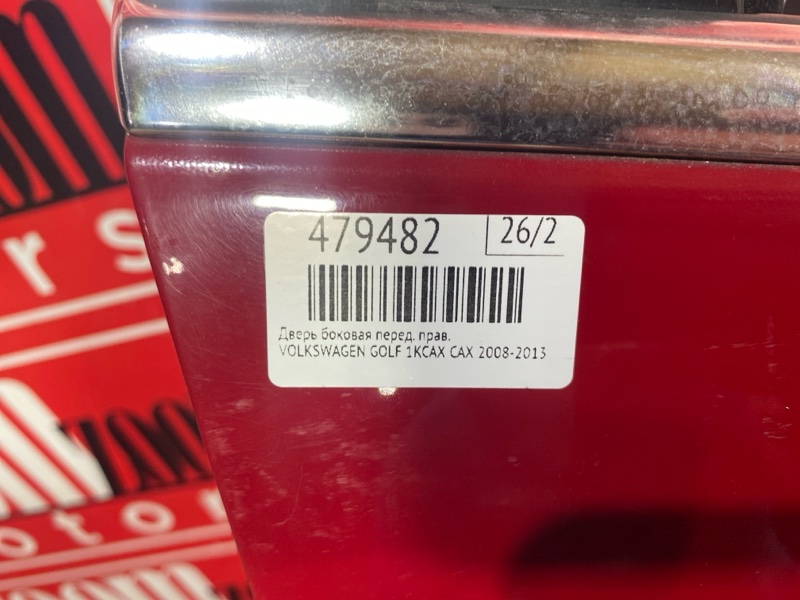 479482 26/2
Дверь боковая перед. прав.
VOLKSWAGEN GOLF 1KCAX CAX 2008-2013